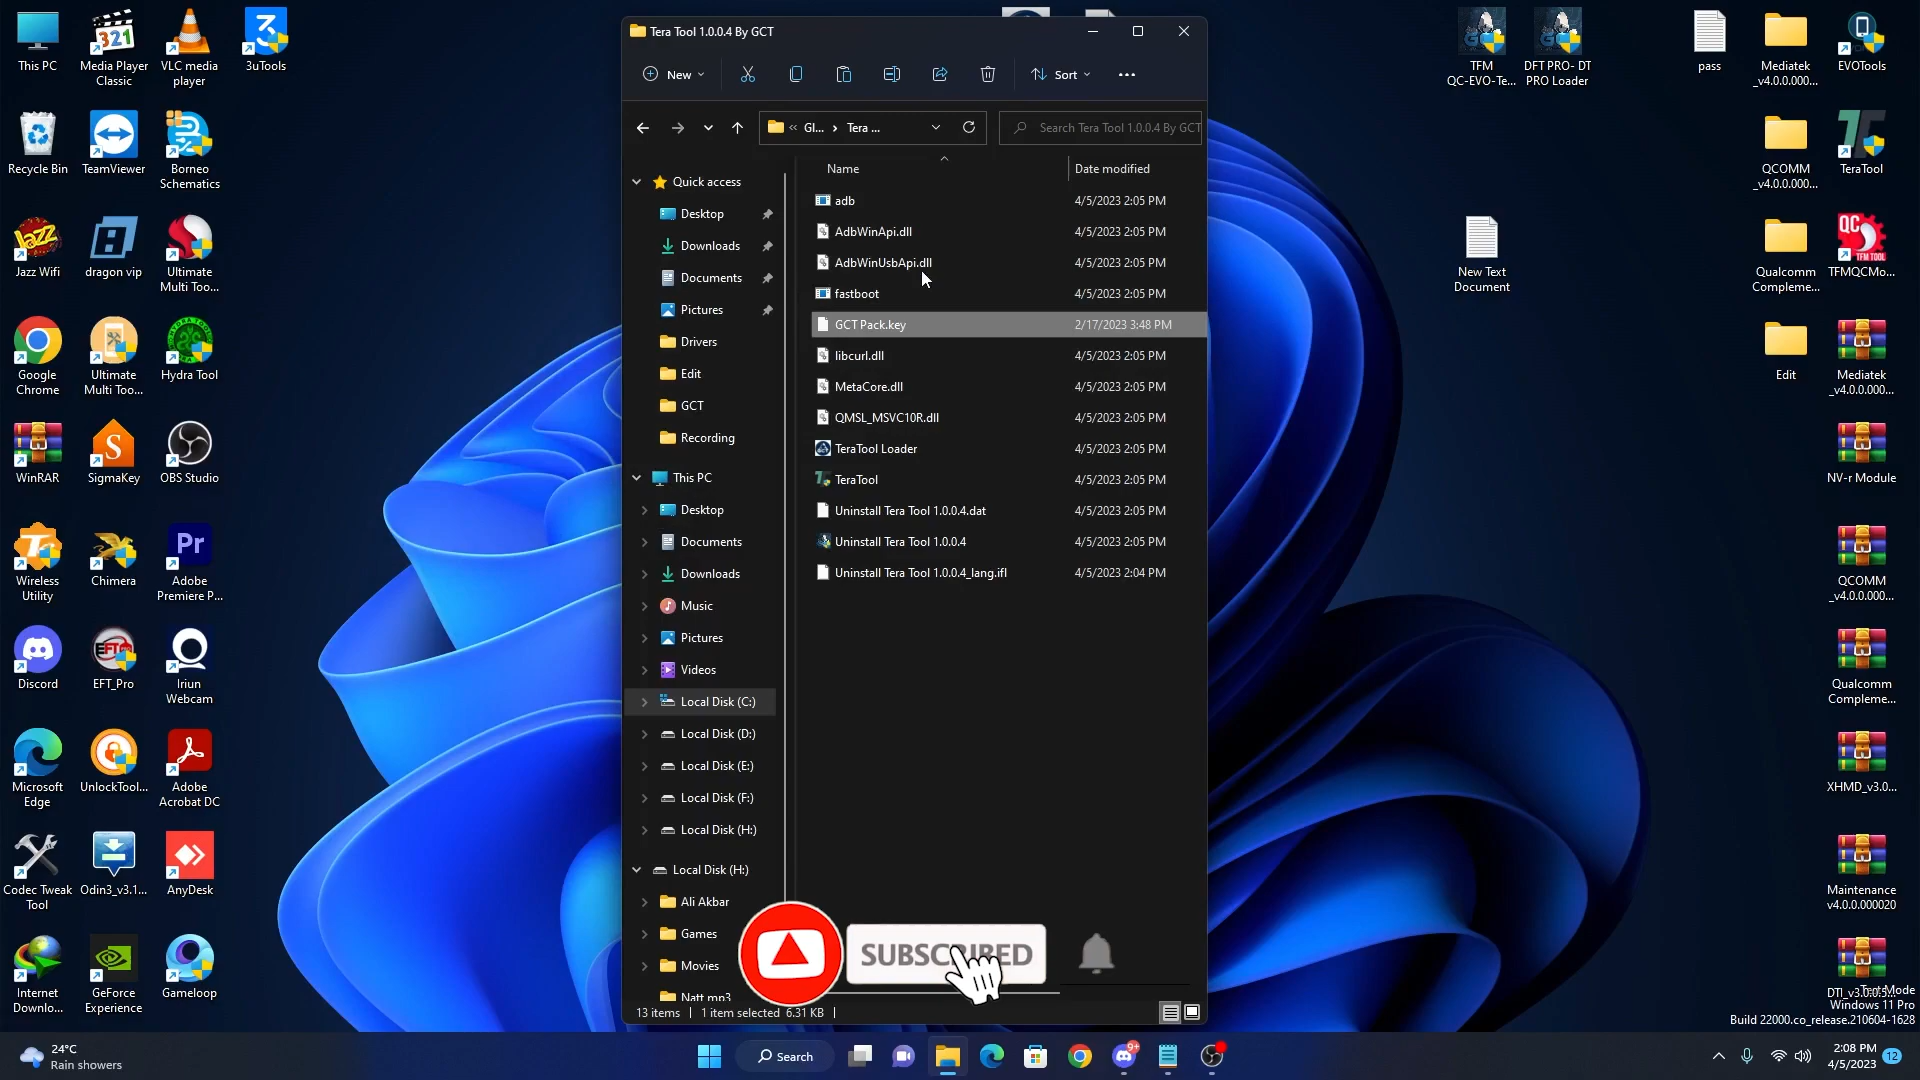 This PC
Media Player
Classic
VLC media
player
3uTools
Recycle Bin
TeamViewer
Borneo
Schematics
Jazz Wifi
dragon vip
Ultimate
Multi Too...
Google
Chrome
Ultimate
Multi Too...
Hydra Tool
WinRAR
SigmaKey
OBS Studio
Wireless
Utility
Chimera
Adobe
Premiere P...
Discord
EFT_Pro
Iriun
Webcam
Microsoft
Edge
UnlockTool...
Adobe
Acrobat DC
Codec Tweak
Tool
Odin3_v3.1...
AnyDesk
Internet
Downlo...
GeForce
Experience
Gameloop
Tera Tool 1.0.0.4 By GCT
New
Sort
« Gl... › Tera ...
Search Tera Tool 1.0.0.4 By GCT
Name
Date modified
Quick access
Desktop
Downloads
Documents
Pictures
Drivers
Edit
GCT
Recording
This PC
Desktop
Documents
Downloads
Music
Pictures
Videos
Local Disk (C:)
Local Disk (D:)
Local Disk (E:)
Local Disk (F:)
Local Disk (H:)
Local Disk (H:)
Ali Akbar
Games
Movies
Natt mp3
adb 4/5/2023 2:05 PM
AdbWinApi.dll 4/5/2023 2:05 PM
AdbWinUsbApi.dll 4/5/2023 2:05 PM
fastboot 4/5/2023 2:05 PM
GCT Pack.key 2/17/2023 3:48 PM
libcurl.dll 4/5/2023 2:05 PM
MetaCore.dll 4/5/2023 2:05 PM
QMSL_MSVC10R.dll 4/5/2023 2:05 PM
TeraTool Loader 4/5/2023 2:05 PM
TeraTool 4/5/2023 2:05 PM
Uninstall Tera Tool 1.0.0.4.dat 4/5/2023 2:05 PM
Uninstall Tera Tool 1.0.0.4 4/5/2023 2:05 PM
Uninstall Tera Tool 1.0.0.4_lang.ifl 4/5/2023 2:04 PM
SUBSCRIBED
13 items 1 item selected 6.31 KB
TFM
QC-EVO-Te...
DFT PRO- DT
PRO Loader
pass
Mediatek
_v4.0.0.000...
EVOTools
QCOMM
_v4.0.0.000...
TeraTool
New Text
Document
Qualcomm
Compleme...
QC
TFM TOOL
TFMQCMo...
Edit
Mediatek
_v4.0.0.000...
NV-r Module
QCOMM
_v4.0.0.000...
Qualcomm
Compleme...
XHMD_v3.0...
Maintenance
v4.0.0.000020
DTI_v3.0.0.5...
Test Mode
Windows 11 Pro
Build 22000.co_release.210604-1628
24°C
Rain showers
Search
9+
2:08 PM
4/5/2023
12